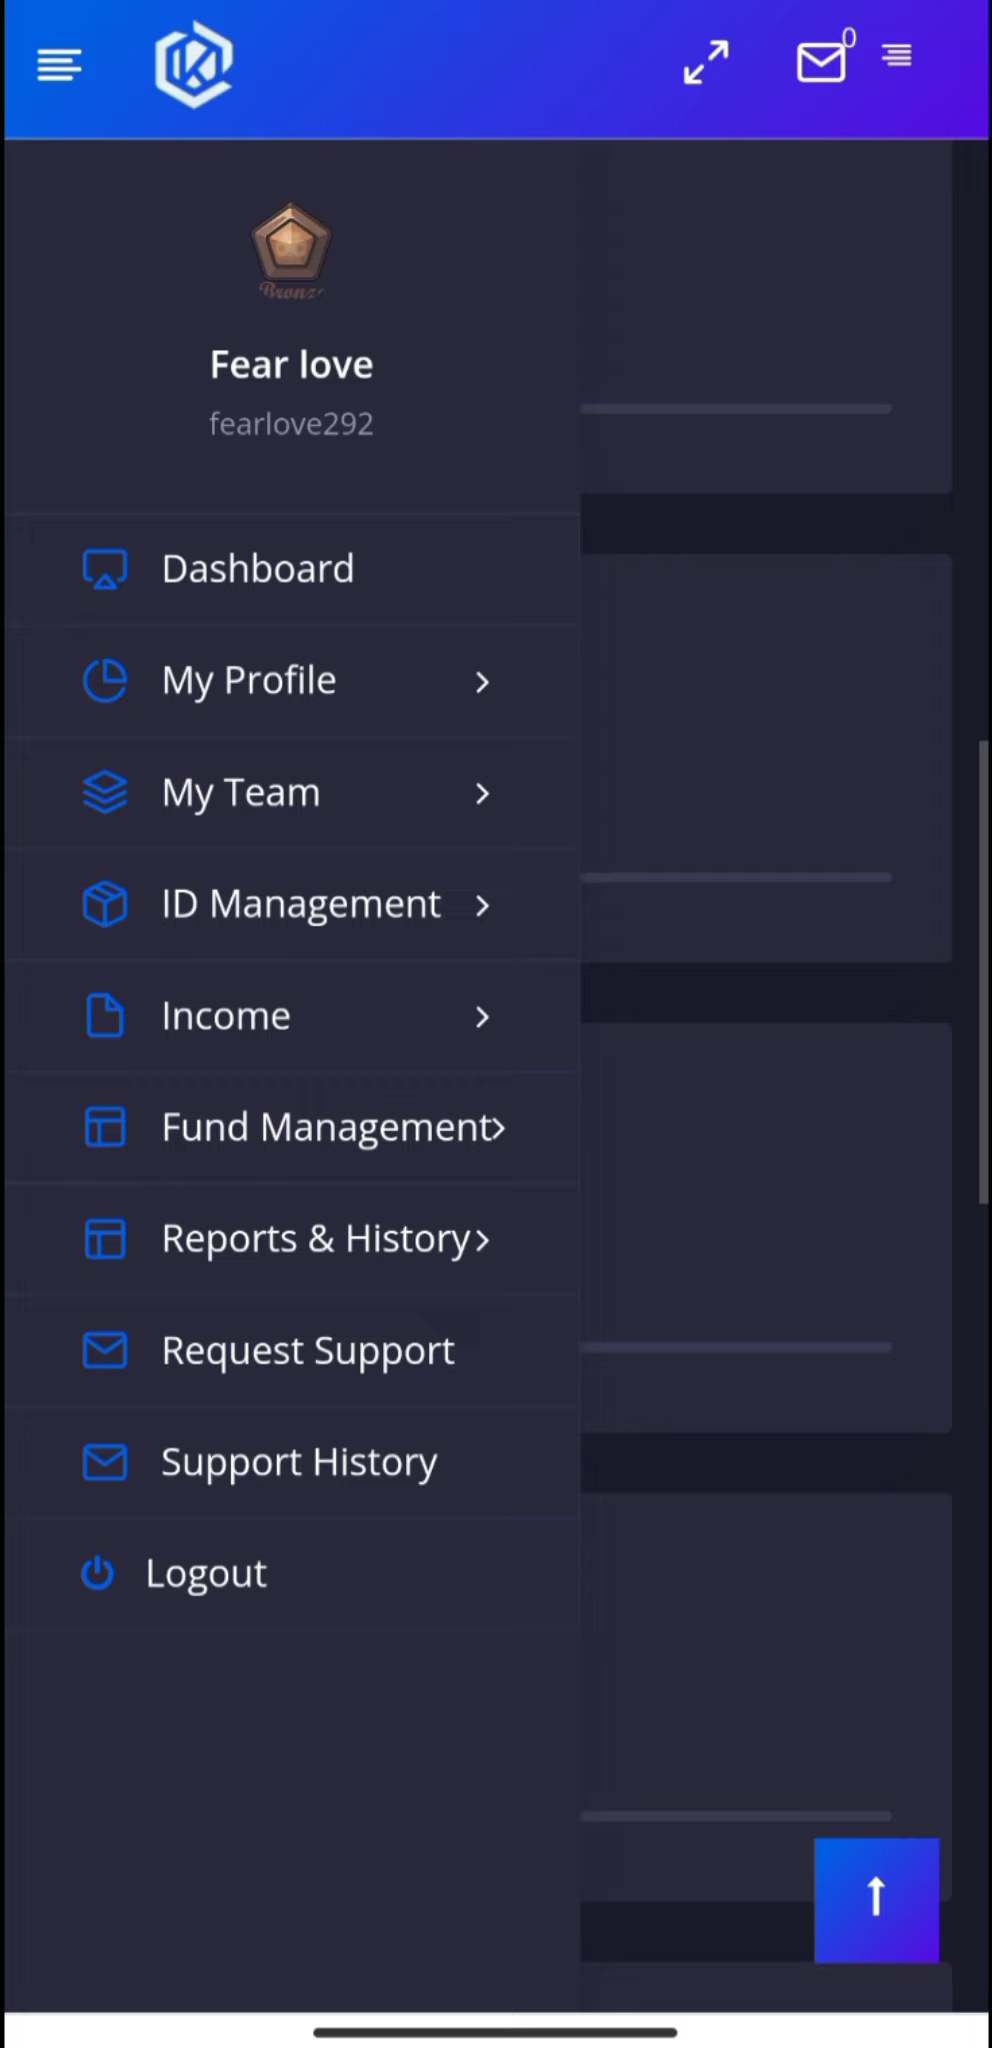 0
Bronze
Fear love
fearlove292
Dashboard
My Profile
My Team
ID Management
Income
Fund Management
Reports & History
Request Support
Support History
Logout